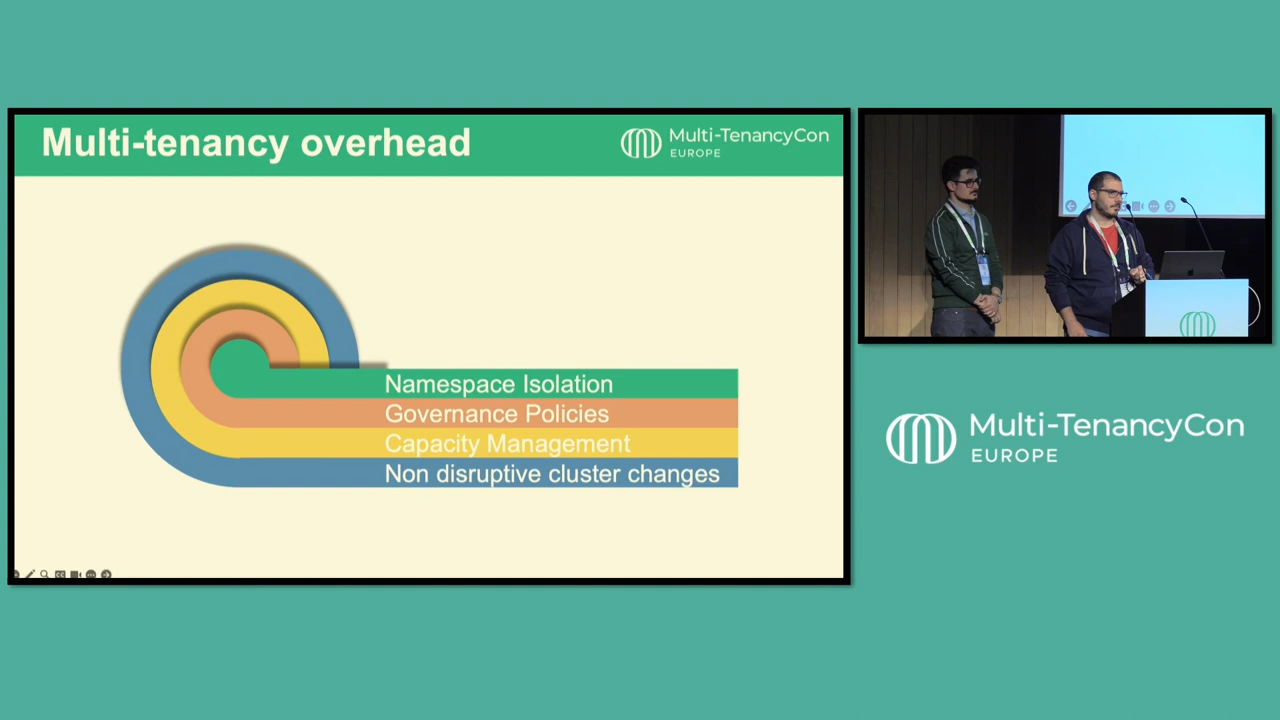 Multi-tenancy overhead
Multi-TenancyCon
EUROPE
Namespace Isolation
Governance Policies
Capacity Management
Non disruptive cluster changes
Multi-TenancyCon
EUROPE